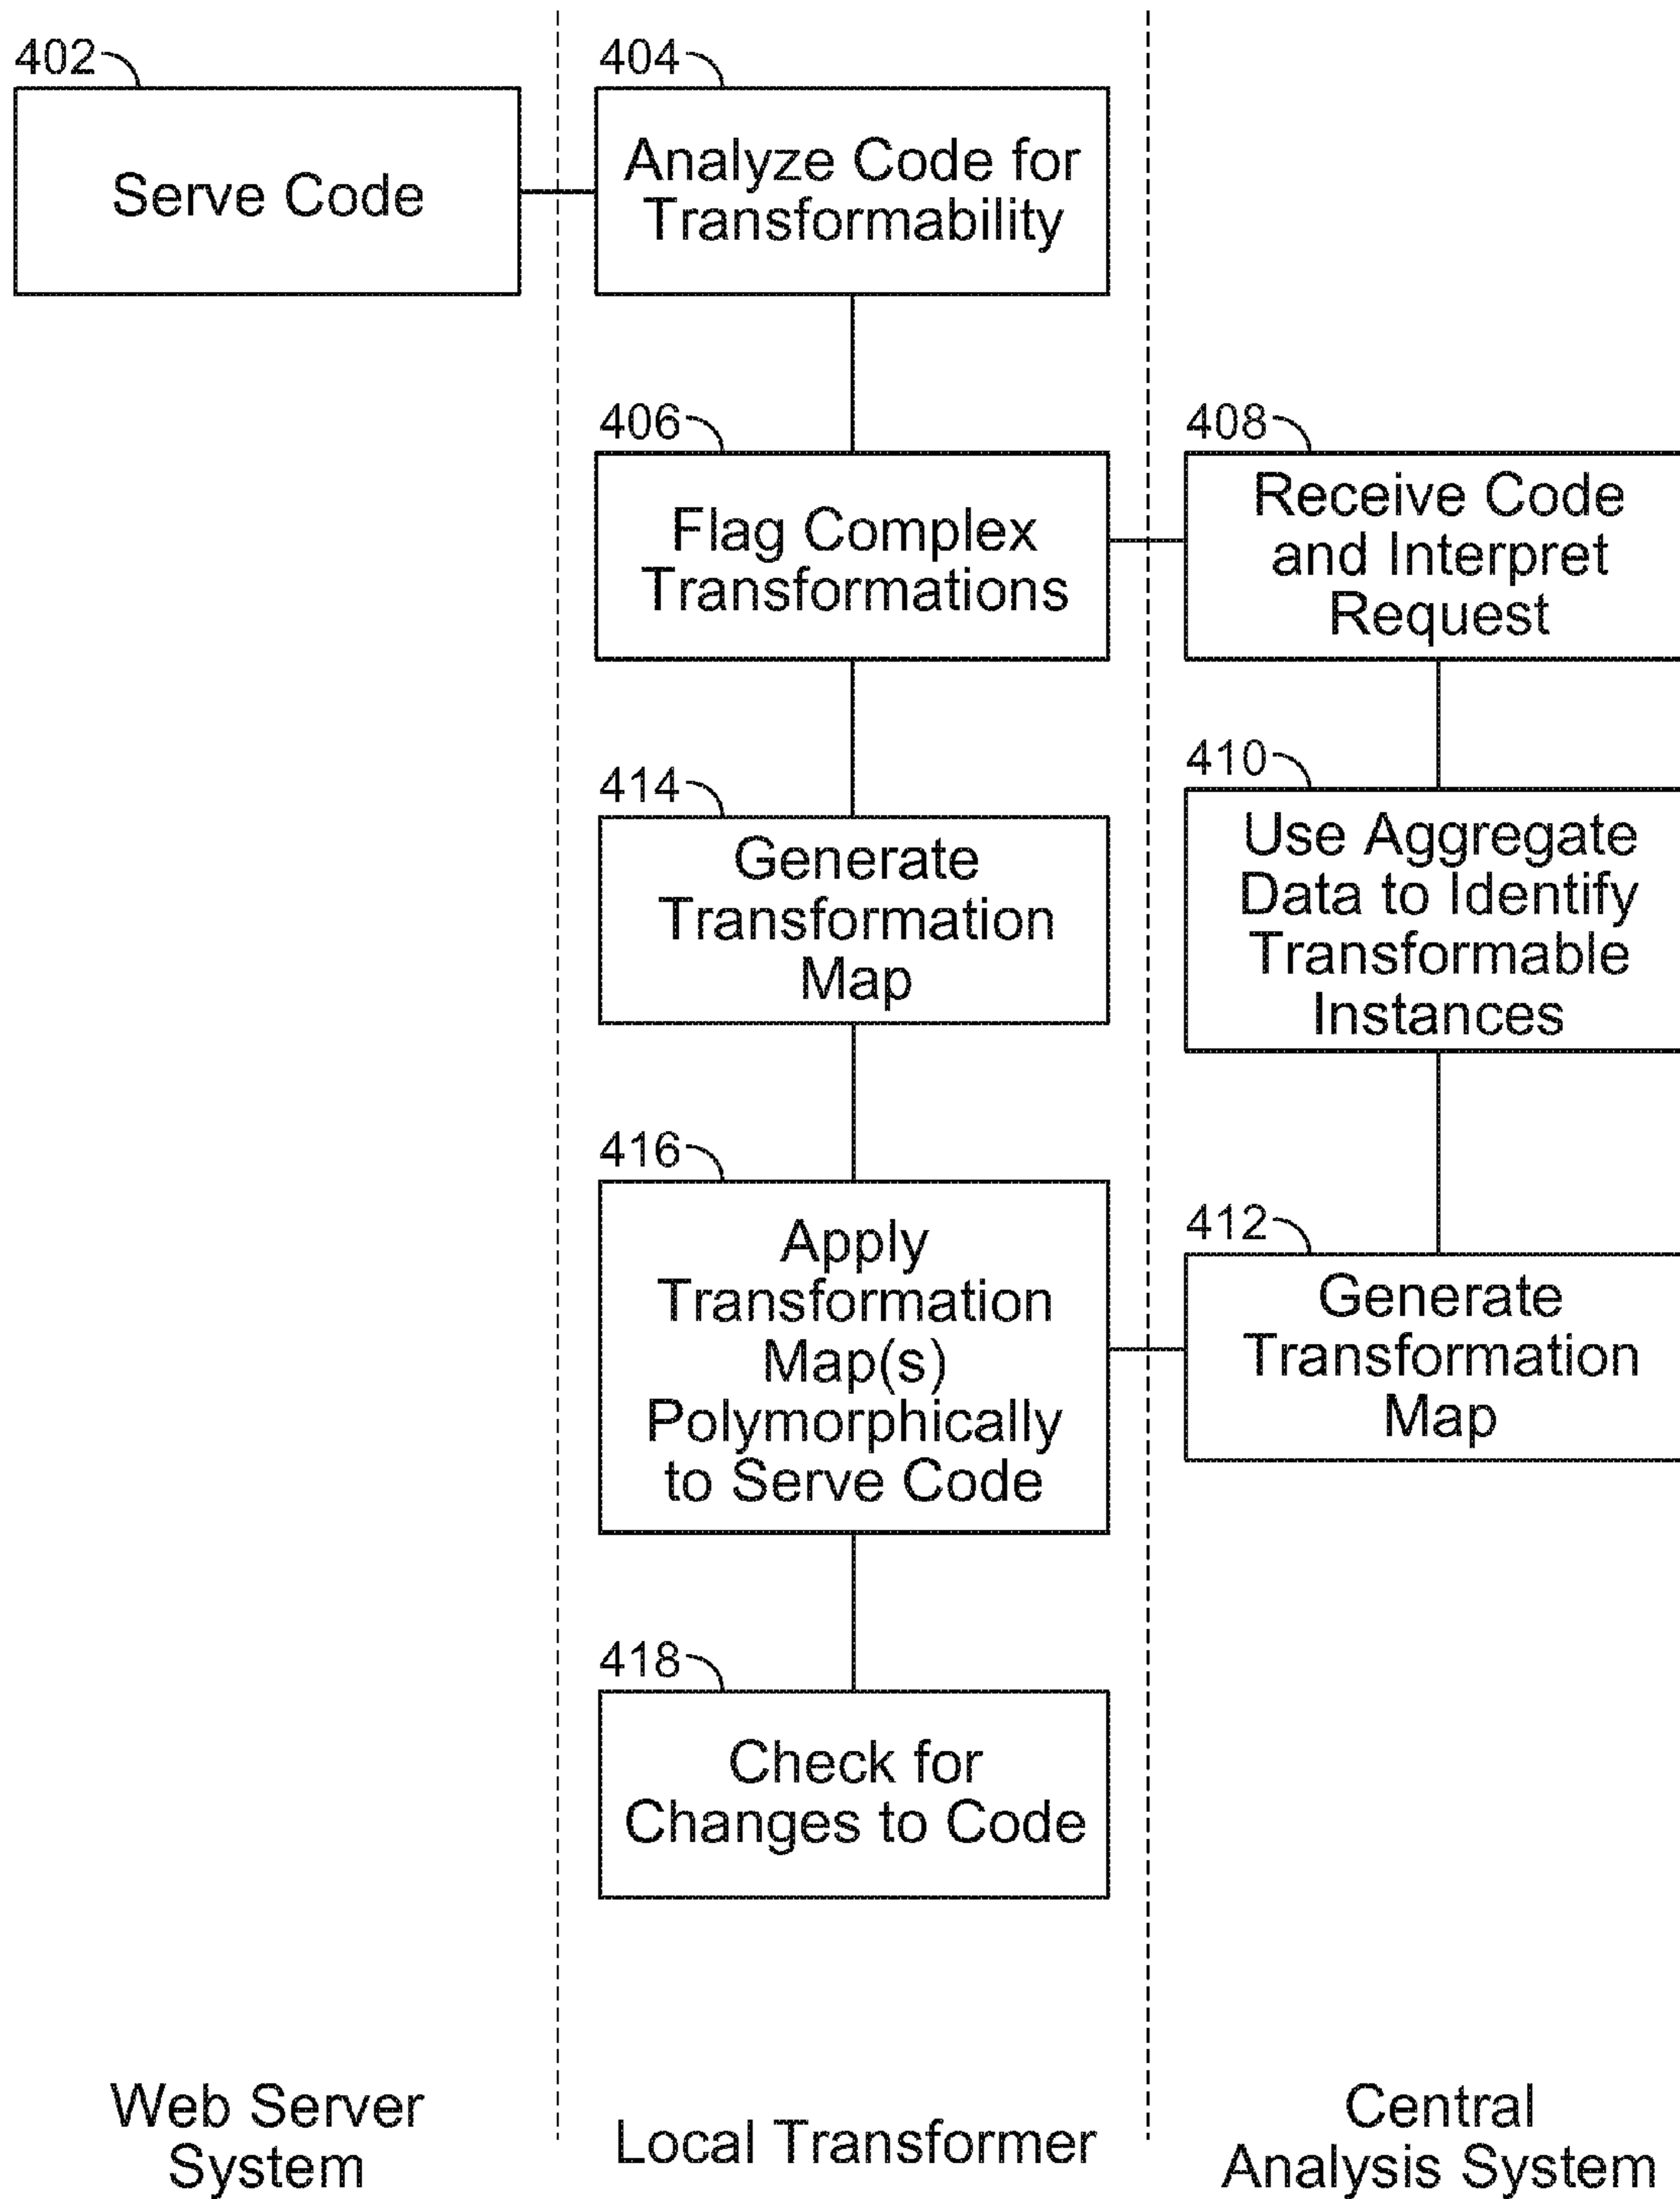 402
Serve Code
404
Analyze Code for
Transformability
406
Flag Complex
Transformations
408
Receive Code
and Interpret
Request
414
Generate
Transformation
Map
410
Use Aggregate
Data to Identify
Transformable
Instances
416
Apply
Transformation
Map(s)
Polymorphically
to Serve Code
412
Generate
Transformation
Map
418
Check for
Changes to Code
Web Server
System
Local Transformer
Central
Analysis System